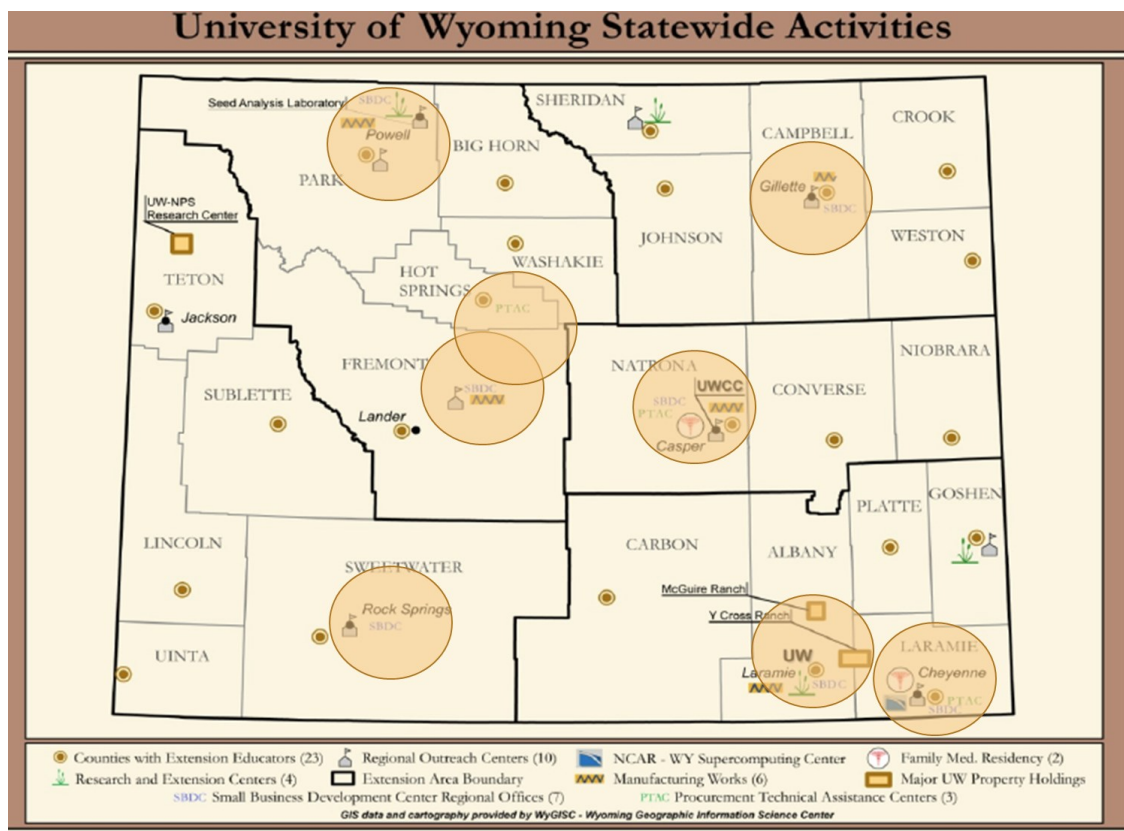 University of Wyoming Statewide Activities
Seed Analysis Laboratory
SBDC
Powell
PARK
BIG HORN
SHERIDAN
CAMPBELL
CROOK
Gillette
SBDC
UW-NPS
Research Center
TETON
Jackson
JOHNSON
WESTON
WASHAKIE
HOT
SPRINGS
PTAC
FREMONT
SBDC
Lander
SUBLETTE
NATRONA
UWCC
SBDC
PTAC
Casper
CONVERSE
NIOBRARA
PLATTE
GOSHEN
LINCOLN
SWEETWATER
Rock Springs
SBDC
UINTA
CARBON
ALBANY
McGuire Ranch
Y Cross Ranch
UW
Laramie
SBDC
LARAMIE
Cheyenne
PTAC
SBDC
Counties with Extension Educators (23)
Regional Outreach Centers (10)
NCAR - WY Supercomputing Center
Family Med. Residency (2)
Research and Extension Centers (4)
Extension Area Boundary
Manufacturing Works (6)
Major UW Property Holdings
SBDC Small Business Development Center Regional Offices (7)
PTAC Procurement Technical Assistance Centers (3)
GIS data and cartography provided by WyGISC - Wyoming Geographic Information Science Center